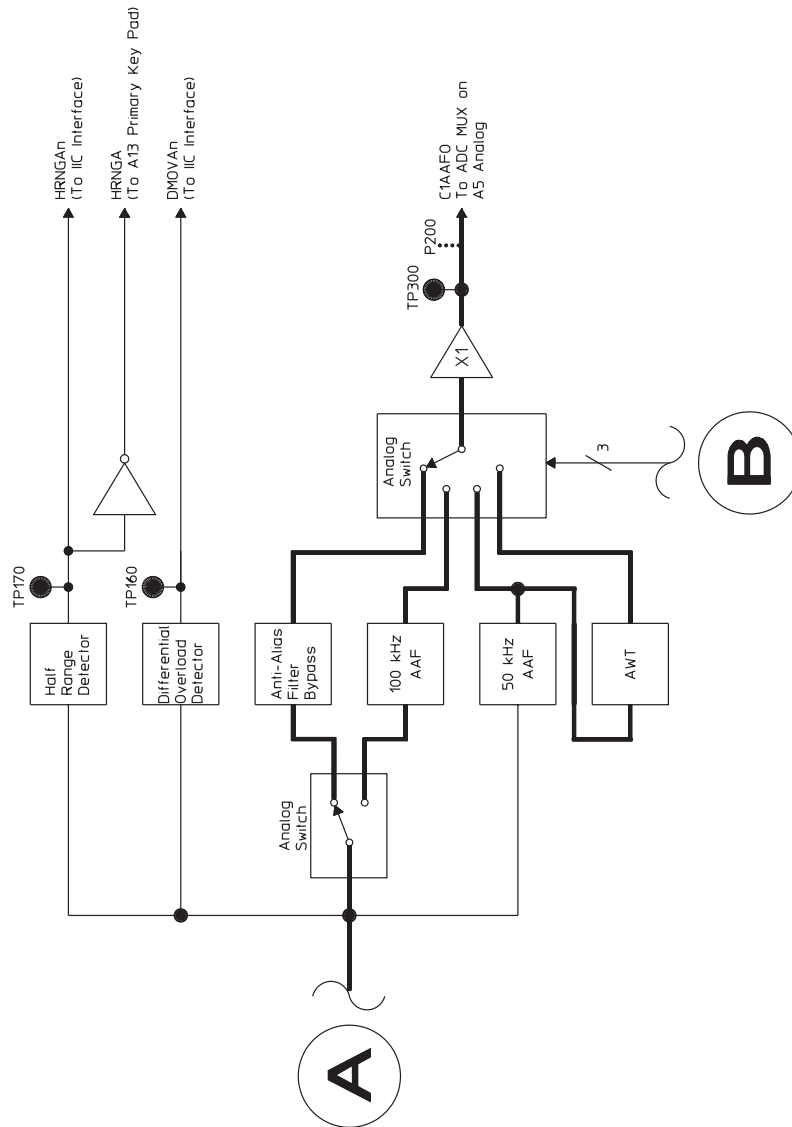 HRNGAn
(To IIC Interface)
HRNGA
(To A13 Primary Key Pad)
DMOVAn
(To IIC Interface)
TP170
TP160
Half
Range
Detector
Differential
Overload
Detector
Anti-Alias
Filter
Bypass
100 kHz
AAF
50 kHz
AAF
AWT
Analog
Switch
Analog
Switch
X1
TP300
P200
C1AAFO
To ADC MUX on
A5 Analog
3
A
B